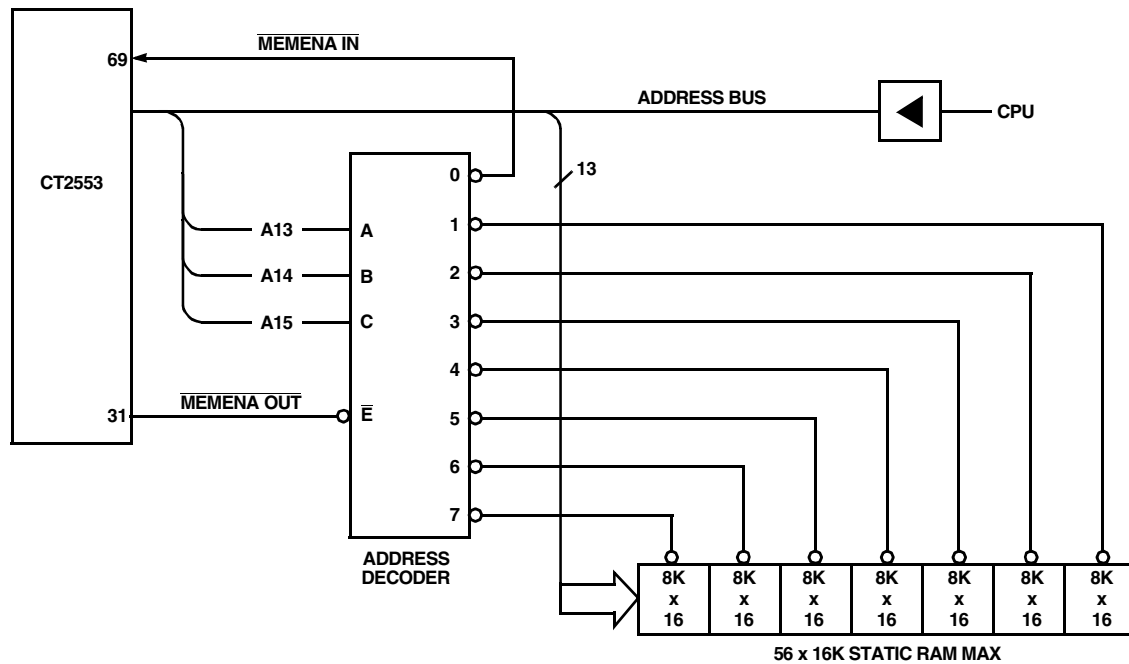 MEMENA IN
69
ADDRESS BUS
CPU
CT2553
0
13
A13
A
1
A14
B
2
A15
C
3
4
31
MEMENA OUT
E
5
6
7
ADDRESS
DECODER
8K
x
16
8K
x
16
8K
x
16
8K
x
16
8K
x
16
8K
x
16
8K
x
16
56 x 16K STATIC RAM MAX